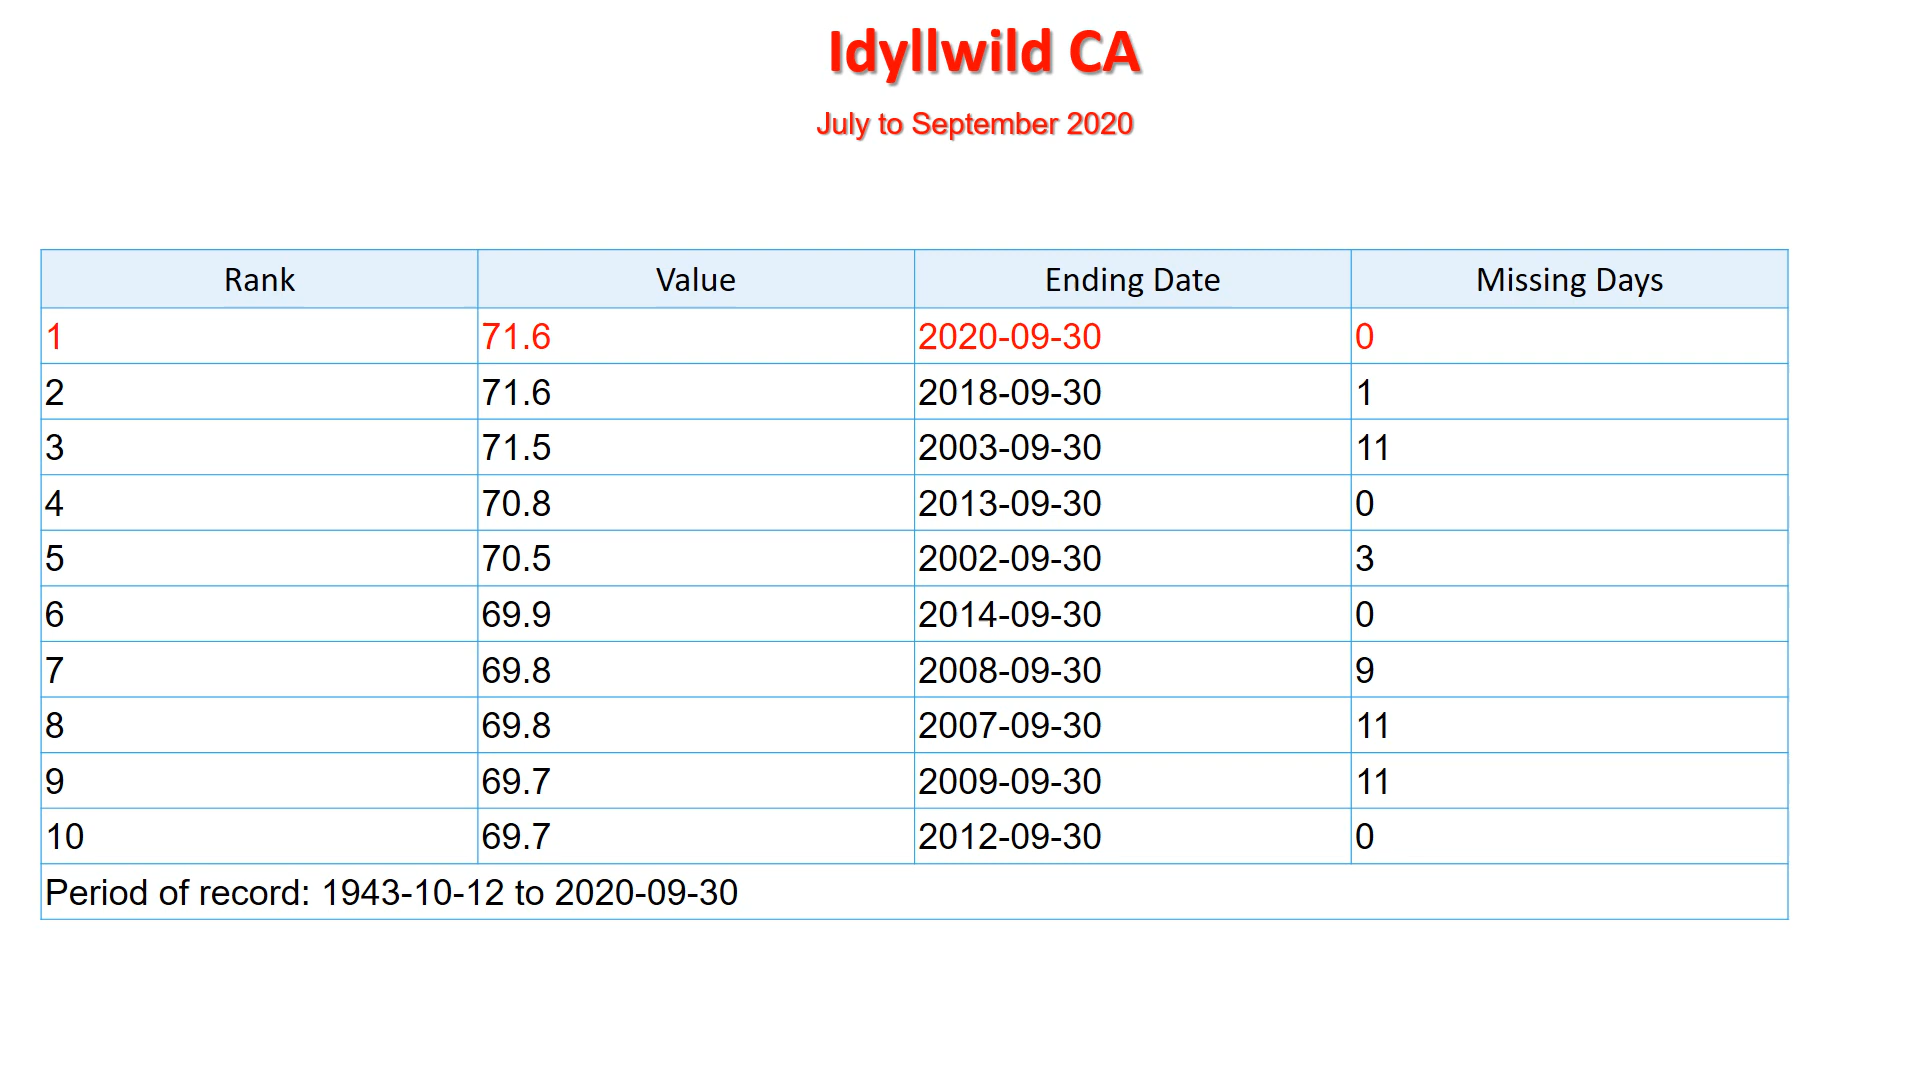 Idyllwild CA
July to September 2020
Rank Value Ending Date Missing Days
1 71.6 2020-09-30 0
2 71.6 2018-09-30 1
3 71.5 2003-09-30 11
4 70.8 2013-09-30 0
5 70.5 2002-09-30 3
6 69.9 2014-09-30 0
7 69.8 2008-09-30 9
8 69.8 2007-09-30 11
9 69.7 2009-09-30 11
10 69.7 2012-09-30 0
Period of record: 1943-10-12 to 2020-09-30